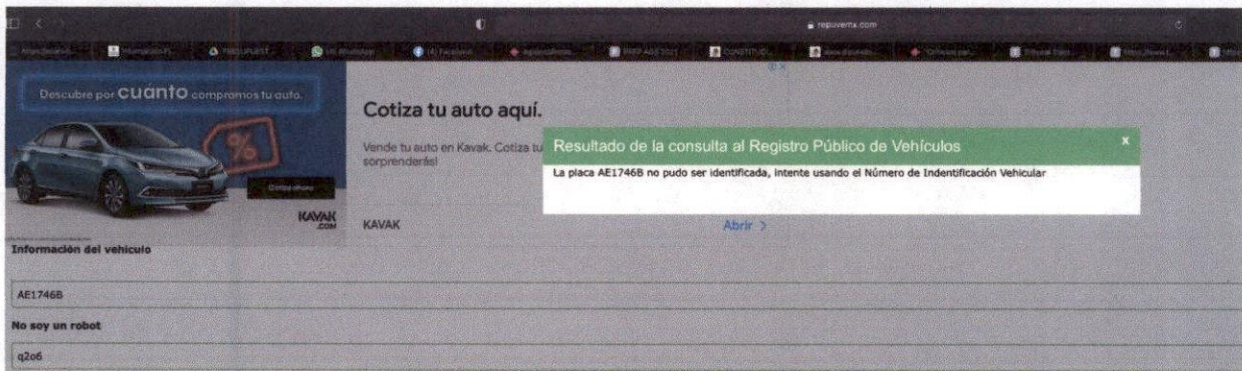 repuvemx.com
Descubre por cuánto compramos tu auto.
Cotiza ahora
KAVAK
.COM
Cotiza tu auto aquí.
Vende tu auto en Kavak. Cotiza tu
sorprenderás!
KAVAK
Abrir >
Resultado de la consulta al Registro Público de Vehículos
x
La placa AE1746B no pudo ser identificada, intente usando el Número de Indentificación Vehicular
Información del vehiculo
AE1746B
No soy un robot
q2o6